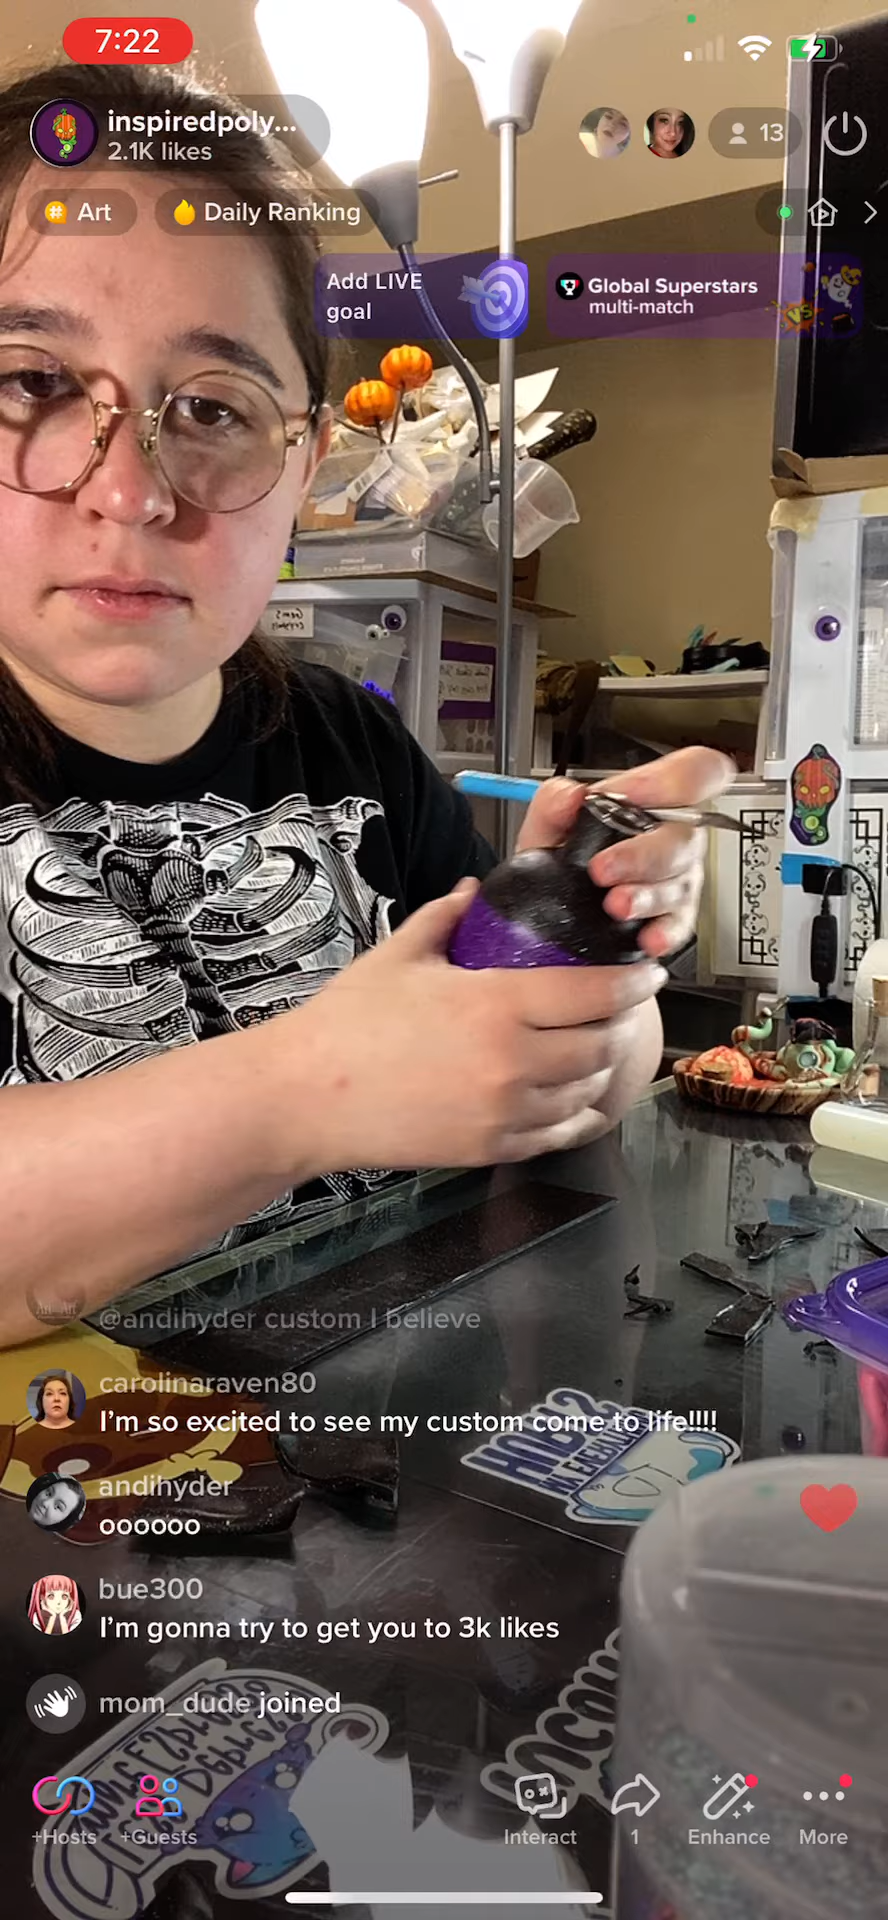 7:22
inspiredpoly...
2.1K likes
13
Art
Daily Ranking
Add LIVE
goal
Global Superstars
multi-match
VS
Gems
@andihyder custom I believe
carolinaraven80
I'm so excited to see my custom come to life!!!!
andihyder
oooooo
bue300
I'm gonna try to get you to 3k likes
mom_dude joined
+Hosts
+Guests
Interact
1
Enhance
More